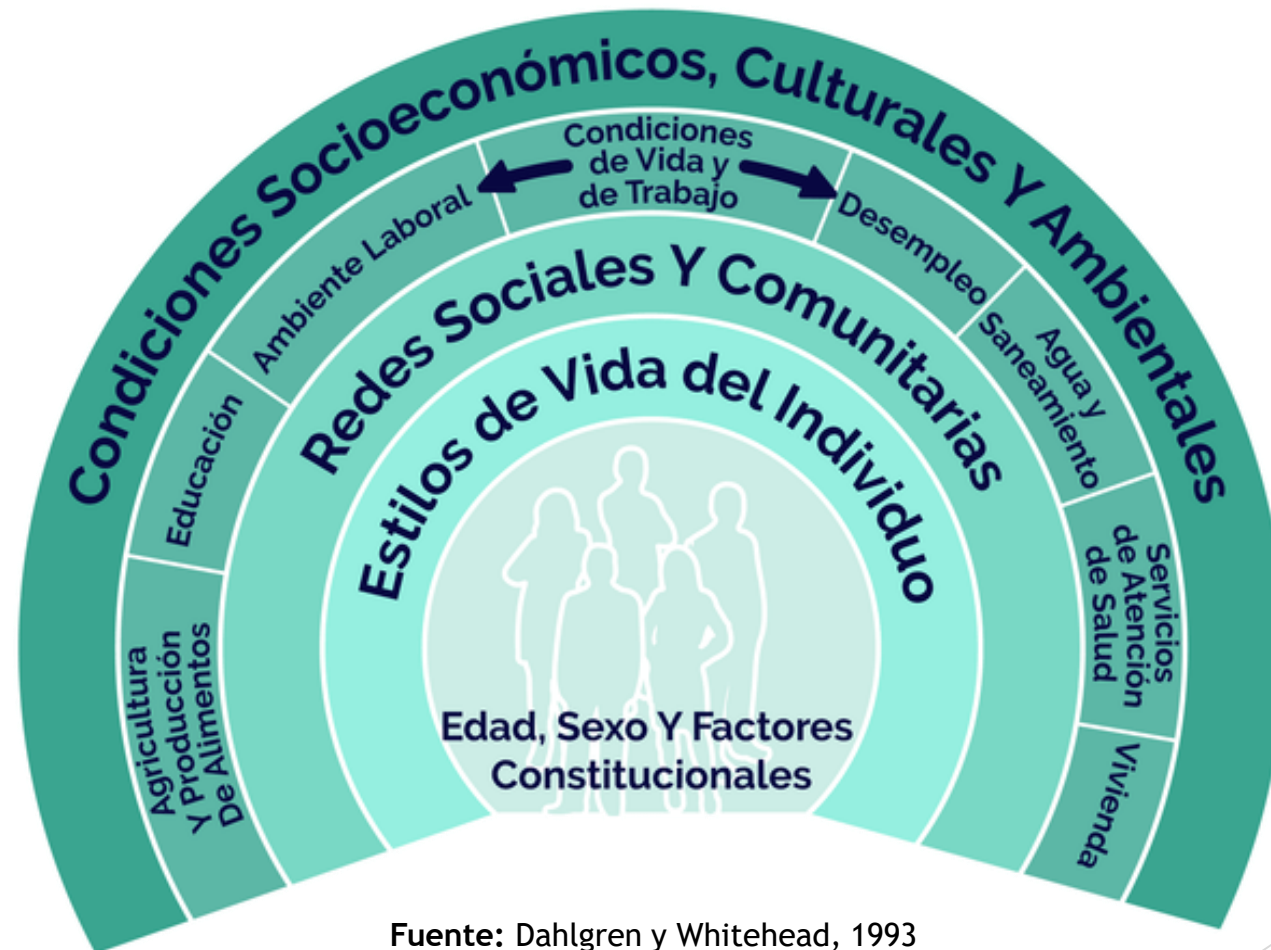 Condiciones Socioeconómicos, Culturales Y Ambientales
Condiciones
de Vida y
de Trabajo
Agricultura
Y Producción
De Alimentos
Educación
Ambiente Laboral
Desempleo
Agua y
Saneamiento
Servicios
de Atención
de Salud
Vivienda
Redes Sociales Y Comunitarias
Estilos de Vida del Individuo
Edad, Sexo Y Factores
Constitucionales
Fuente: Dahlgren y Whitehead, 1993